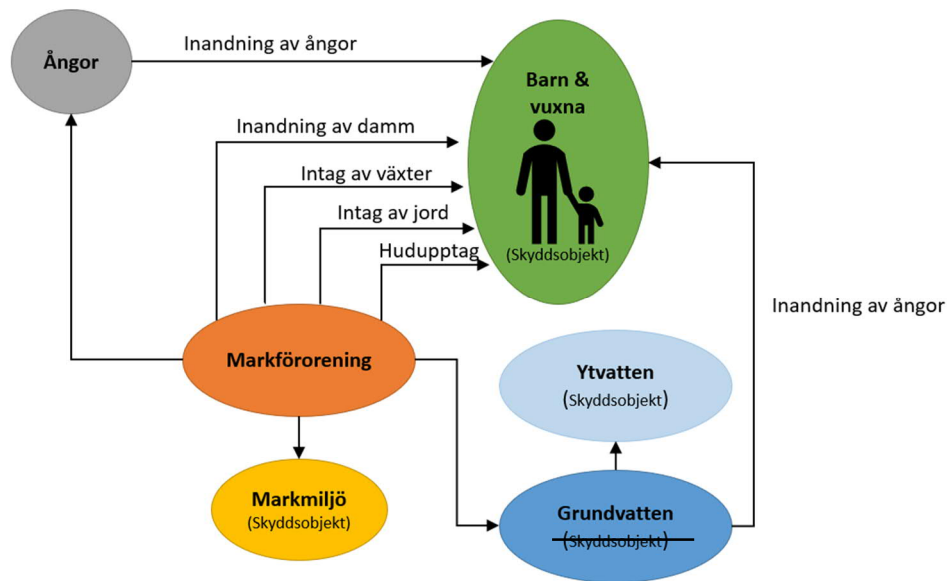 Ångor
Inandning av ångor
Barn &
vuxna
(Skyddsobjekt)
Inandning av damm
Intag av växter
Intag av jord
Hudupptag
Inandning av ångor
Markförorening
Ytvatten
(Skyddsobjekt)
Markmiljö
(Skyddsobjekt)
Grundvatten
(Skyddsobjekt)